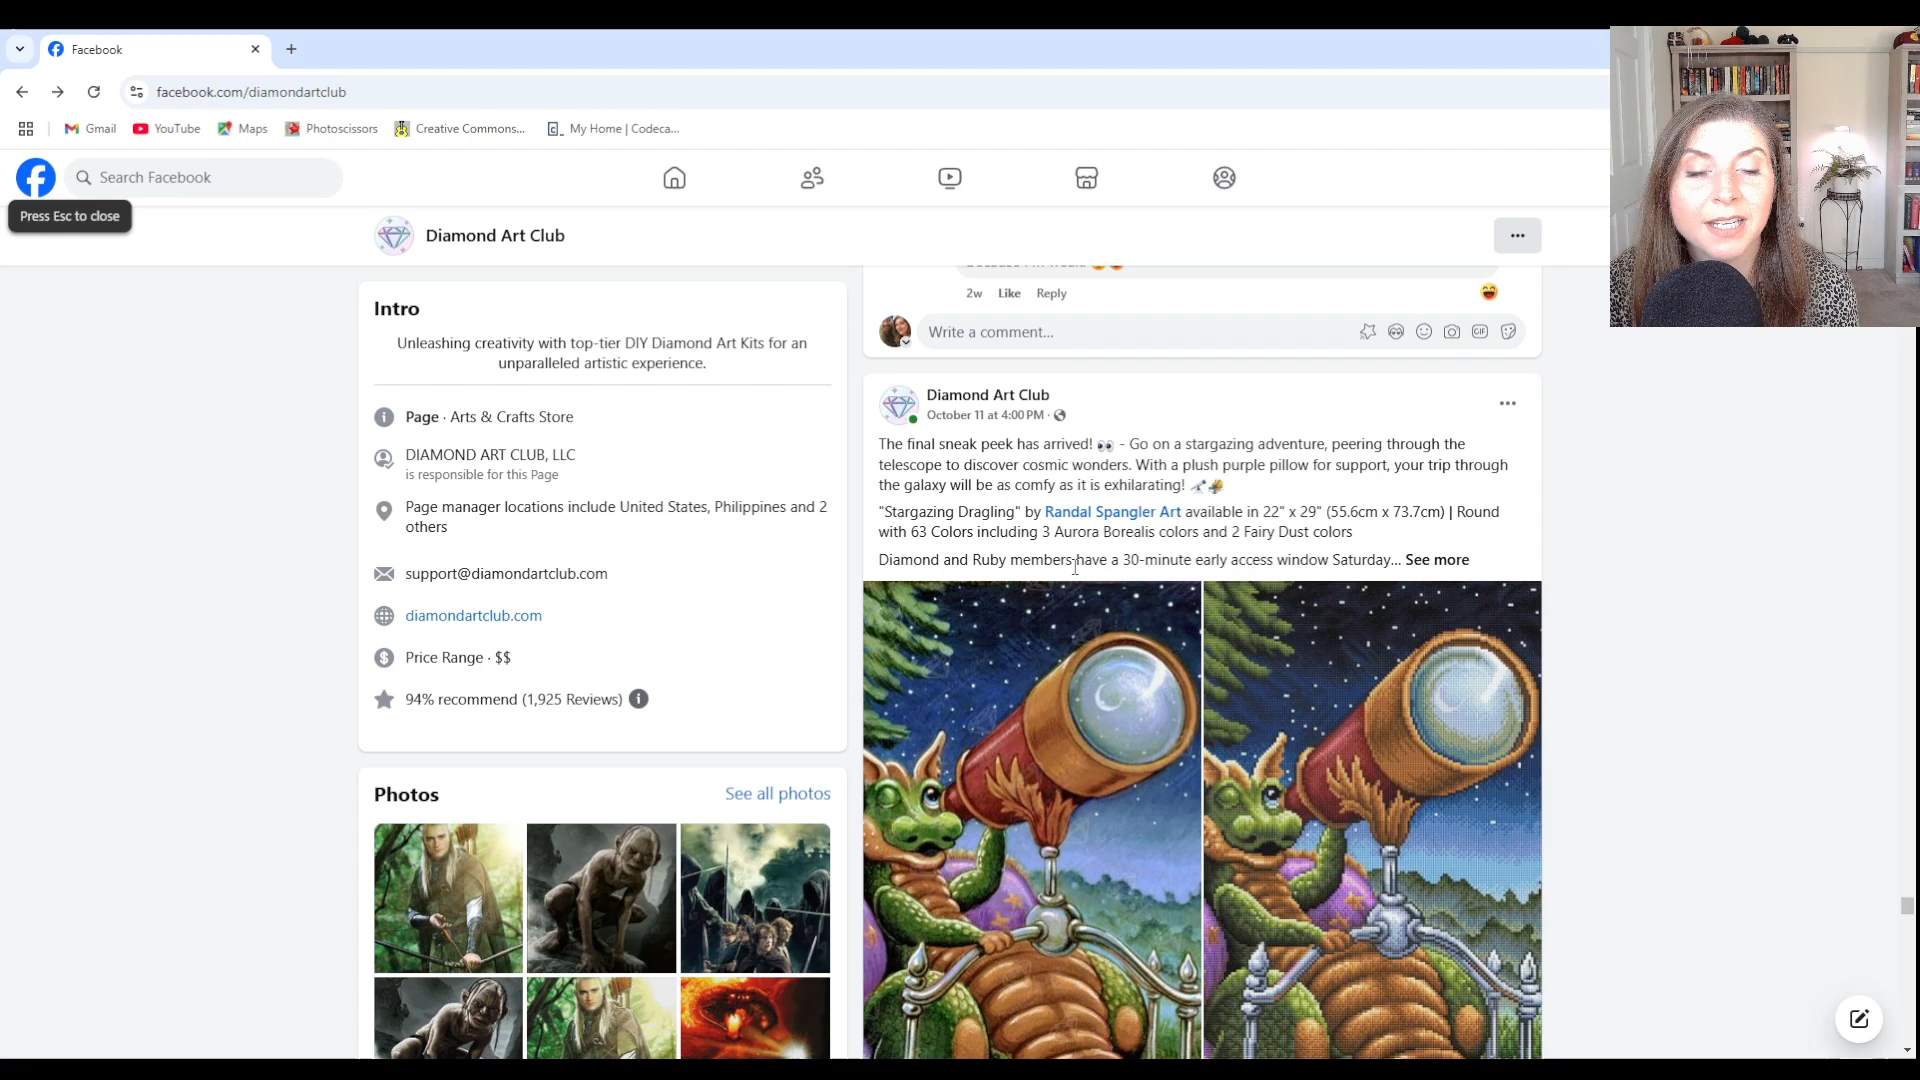 Facebook
facebook.com/diamondartclub
Gmail
YouTube
Maps
Photoscissors
Creative Commons...
My Home | Codeca...
Search Facebook
Press Esc to close
Diamond Art Club
Intro
Unleashing creativity with top-tier DIY Diamond Art Kits for an
unparalleled artistic experience.
Page · Arts & Crafts Store
DIAMOND ART CLUB, LLC
is responsible for this Page
Page manager locations include United States, Philippines and 2
others
support@diamondartclub.com
diamondartclub.com
Price Range · $$
94% recommend (1,925 Reviews)
Photos
See all photos
2w Like Reply
Write a comment...
GIF
Diamond Art Club
October 11 at 4:00 PM ·
The final sneak peek has arrived! 👀 - Go on a stargazing adventure, peering through the
telescope to discover cosmic wonders. With a plush purple pillow for support, your trip through
the galaxy will be as comfy as it is exhilarating!
"Stargazing Dragling" by Randal Spangler Art available in 22" x 29" (55.6cm x 73.7cm) | Round
with 63 Colors including 3 Aurora Borealis colors and 2 Fairy Dust colors
Diamond and Ruby members have a 30-minute early access window Saturday... See more